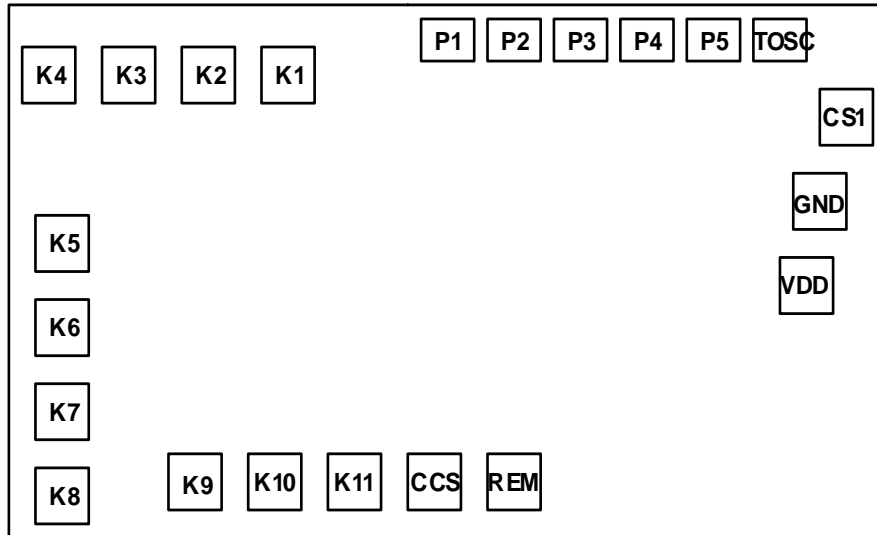 P1 P2 P3 P4 P5 TOSC
K4 K3 K2 K1
CS1
GND
K5
VDD
K6
K7
K9 K10 K11 CCS REM
K8